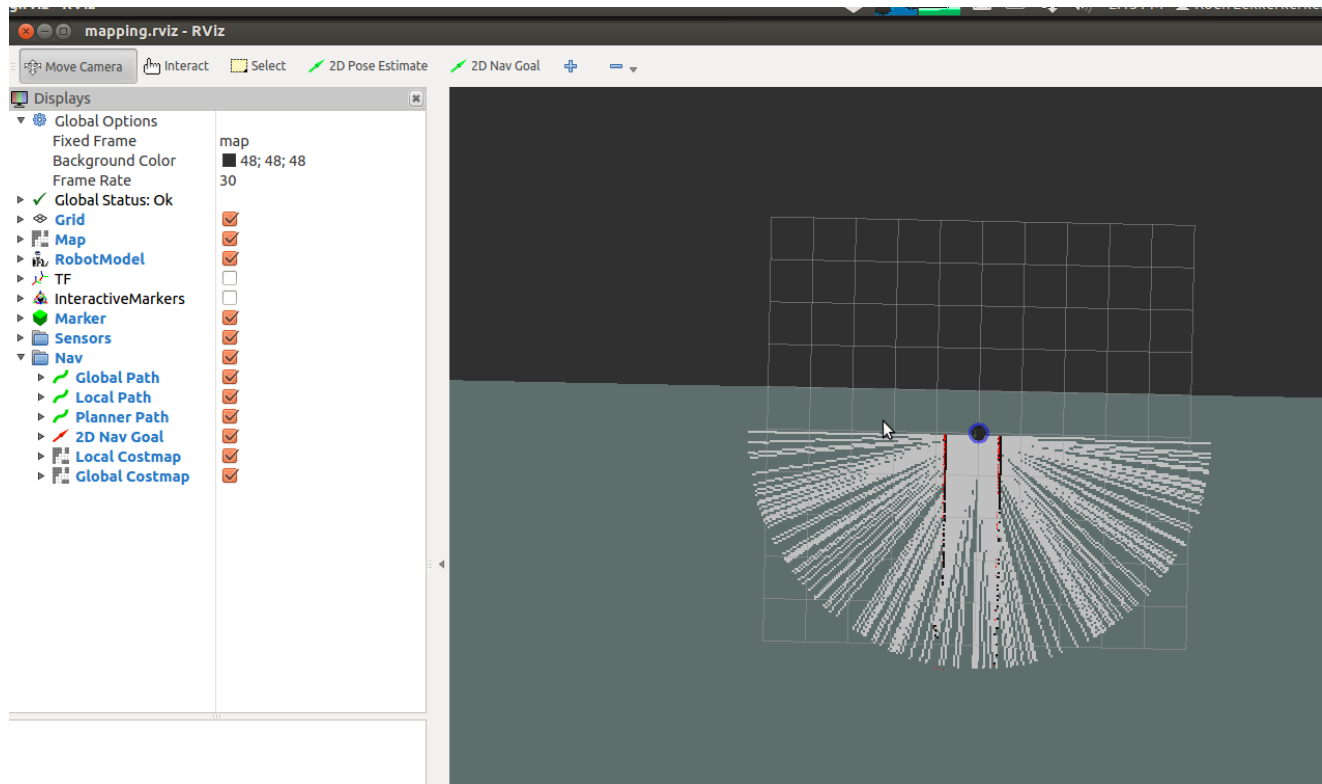 mapping.rviz - RViz
Move Camera Interact Select 2D Pose Estimate 2D Nav Goal
Displays
Global Options
Fixed Frame map
Background Color 48; 48; 48
Frame Rate 30
Global Status: Ok
Grid
Map
RobotModel
TF
InteractiveMarkers
Marker
Sensors
Nav
Global Path
Local Path
Planner Path
2D Nav Goal
Local Costmap
Global Costmap